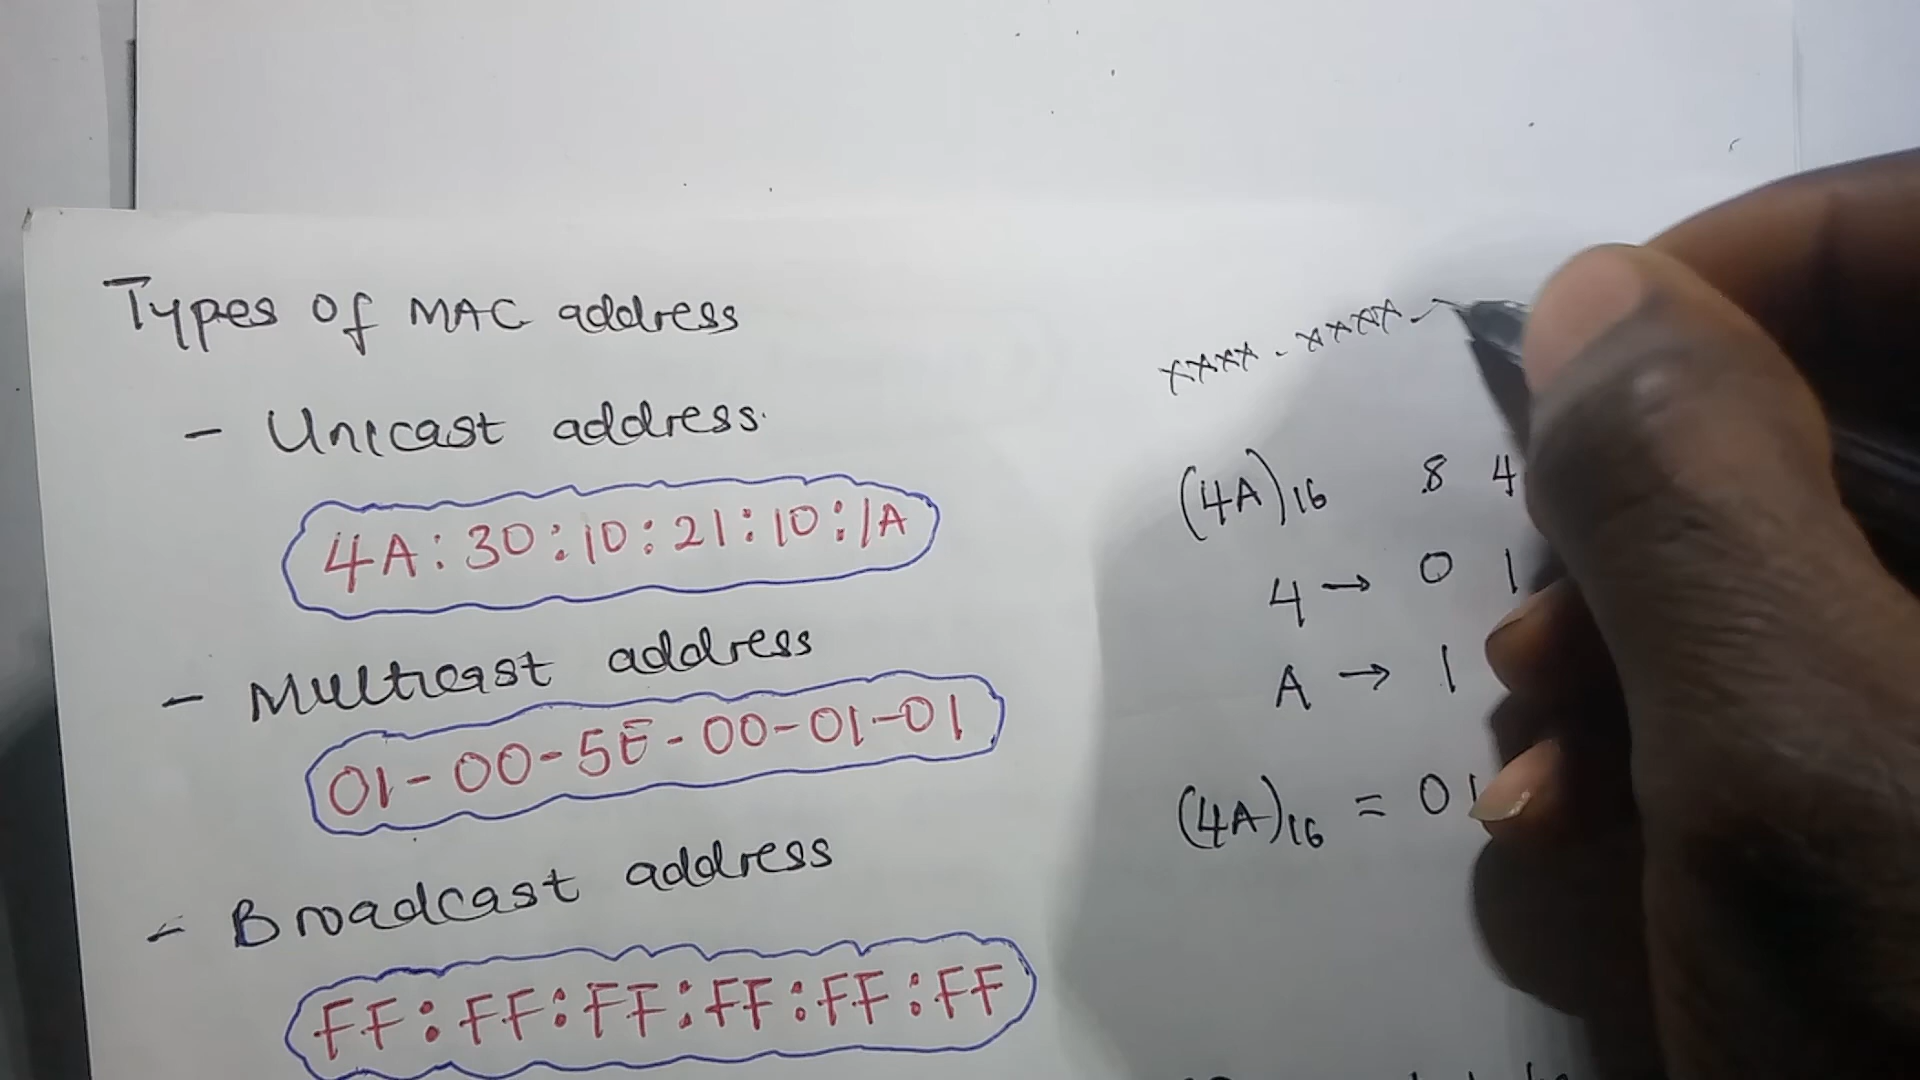 Types of MAC address
- Unicast address.
4A:30:10:21:10:1A
- Multicast address
01-00-5E-00-01-01
- Broadcast address
FF:FF:FF:FF:FF:FF
xxxx - xxxx -
(4A)16 8 4
4 → 0 1
A → 1
(4A)16 = 01